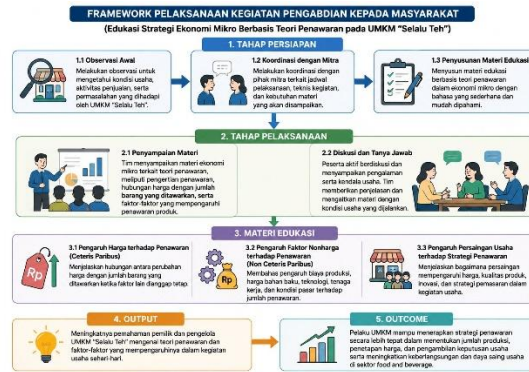 FRAMEWORK PELAKSANAAN KEGIATAN PENGABDIAN KEPADA MASYARAKAT
(Edukasi Strategi Ekonomi Mikro Berbasis Teori Penawaran pada UMKM "Selalu Teh")
1. TAHAP PERSIAPAN
1.1 Observasi Awal
Melakukan observasi untuk
mengetahui kondisi usaha,
aktivitas penjualan, serta
permasalahan yang dihadapi
oleh UMKM "Selalu Teh".
1.2 Koordinasi dengan Mitra
Melakukan koordinasi dengan
pihak mitra terkait jadwal
pelaksanaan, teknis kegiatan,
dan kebutuhan materi
yang akan disampaikan.
1.3 Penyusunan Materi Edukasi
Menyusun materi edukasi
berbasis teori penawaran
dalam ekonomi mikro dengan
bahasa yang sederhana dan
mudah dipahami.
2. TAHAP PELAKSANAAN
2.1 Penyampaian Materi
Tim menyampaikan materi ekonomi
mikro terkait teori penawaran,
meliputi pengertian penawaran,
hubungan harga dengan jumlah
barang yang ditawarkan, serta
faktor-faktor yang mempengaruhi
penawaran produk.
2.2 Diskusi dan Tanya Jawab
Peserta aktif berdiskusi dan
menyampaikan pengalaman
serta kendala usaha. Tim
memberikan penjelasan dan
mengaitkan materi dengan
kondisi usaha yang dijalankan.
3. MATERI EDUKASI
3.1 Pengaruh Harga terhadap Penawaran
(Ceteris Paribus)
Menjelaskan hubungan antara perubahan
harga dengan jumlah barang yang
ditawarkan ketika faktor lain dianggap tetap.
Rp
3.2 Pengaruh Faktor Nonharga
terhadap Penawaran
(Non Ceteris Paribus)
Membahas pengaruh biaya produksi,
harga bahan baku, teknologi, tenaga
kerja, dan kondisi pasar terhadap
jumlah penawaran.
Rp
3.3 Pengaruh Persaingan Usaha
terhadap Strategi Penawaran
Menjelaskan bagaimana persaingan
mempengaruhi harga, kualitas produk,
inovasi, dan strategi pemasaran dalam
kegiatan usaha.
4. OUTPUT
Meningkatnya pemahaman pemilik dan pengelola
UMKM "Selalu Teh" mengenai teori penawaran dan
faktor-faktor yang mempengaruhinya dalam kegiatan
usaha sehari-hari.
5. OUTCOME
Pelaku UMKM mampu menerapkan strategi penawaran
secara lebih tepat dalam menentukan jumlah produksi,
penetapan harga, dan pengambilan keputusan usaha
serta meningkatkan keberlangsungan dan daya saing usaha
di sektor food and beverage.